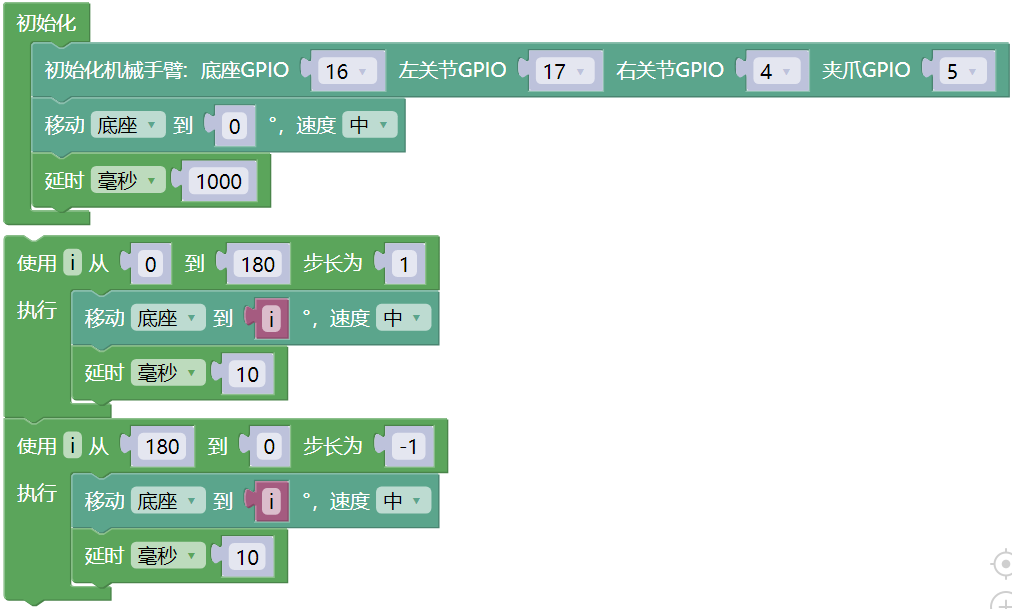 初始化
初始化机械手臂: 底座GPIO 16 左关节GPIO 17 右关节GPIO 4 夹爪GPIO 5
移动 底座 到 0 °, 速度 中
延时 毫秒 1000
使用 i 从 0 到 180 步长为 1
执行 移动 底座 到 i °, 速度 中
延时 毫秒 10
使用 i 从 180 到 0 步长为 -1
执行 移动 底座 到 i °, 速度 中
延时 毫秒 10